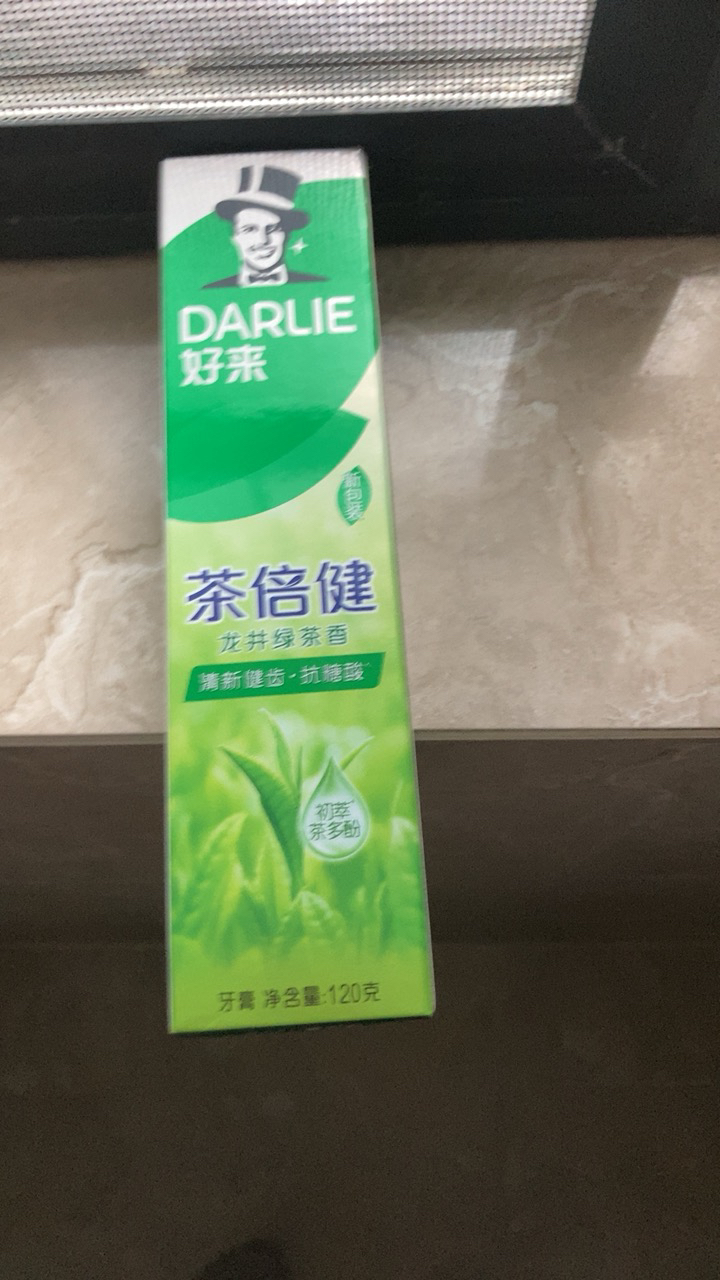 DARLIE
好来
新包装
茶倍健
龙井绿茶香
清新健齿·抗糖酸*
初萃*
茶多酚
牙膏 净含量:120克